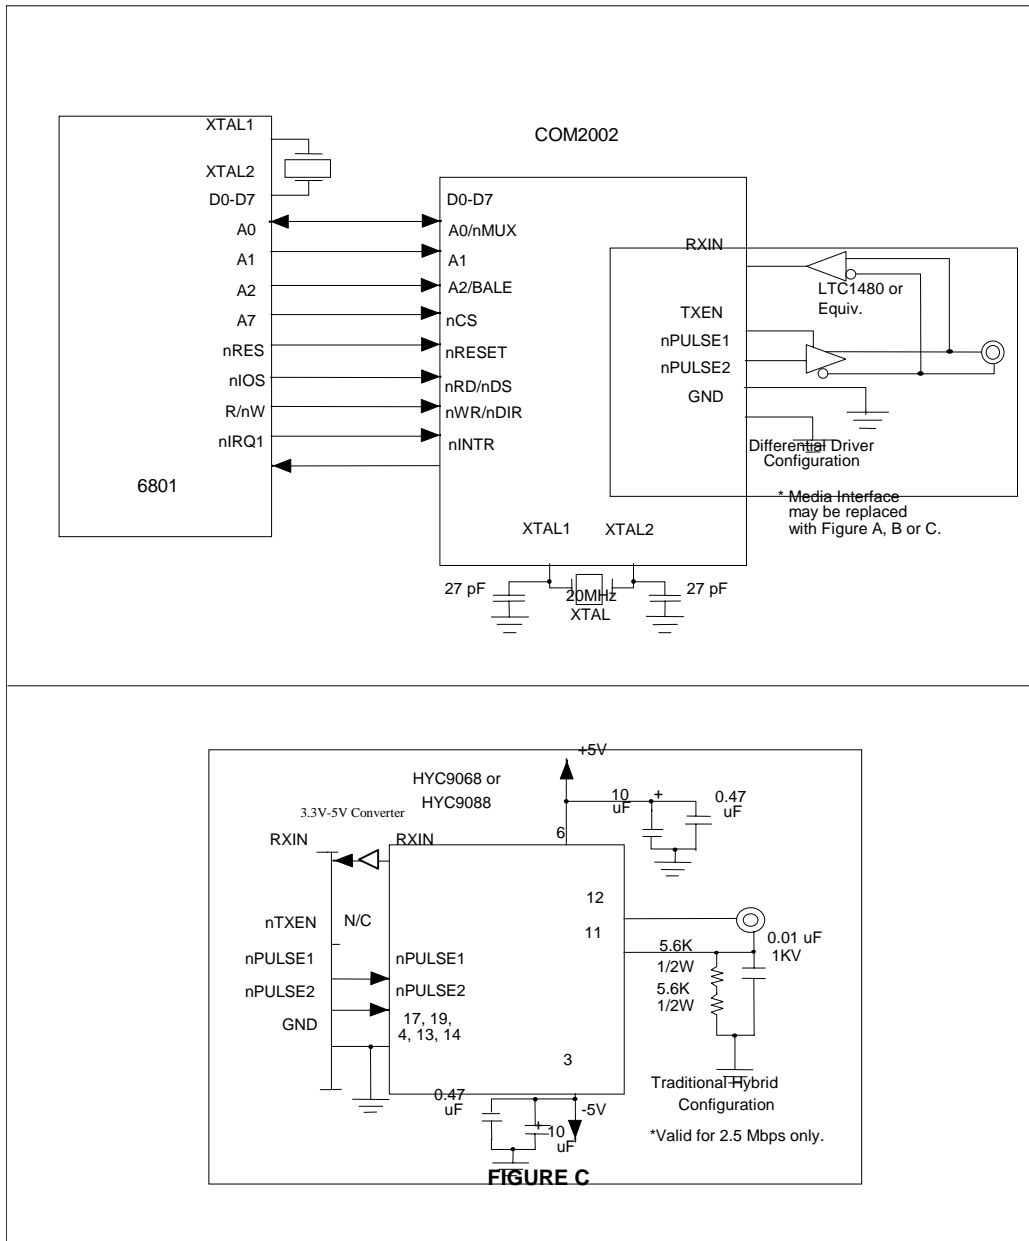 COM2002
XTAL1
XTAL2
D0-D7
A0
A1
A2
A7
nRES
nIOS
R/nW
nIRQ1
6801
D0-D7
A0/nMUX
A1
A2/BALE
nCS
nRESET
nRD/nDS
nWR/nDIR
nINTR
RXIN
TXEN
nPULSE1
nPULSE2
GND
LTC1480 or
Equiv.
Differential Driver
Configuration
* Media Interface
may be replaced
with Figure A, B or C.
XTAL1
XTAL2
27 pF
20MHz
XTAL
27 pF
+5V
HYC9068 or
HYC9088
10
uF
+
0.47
uF
3.3V-5V Converter
6
RXIN
RXIN
nTXEN
N/C
nPULSE1
nPULSE1
nPULSE2
nPULSE2
GND
17, 19,
4, 13, 14
12
11
5.6K
1/2W
5.6K
1/2W
0.01 uF
1KV
3
0.47
uF
+
10
uF
-5V
Traditional Hybrid
Configuration
*Valid for 2.5 Mbps only.
FIGURE C